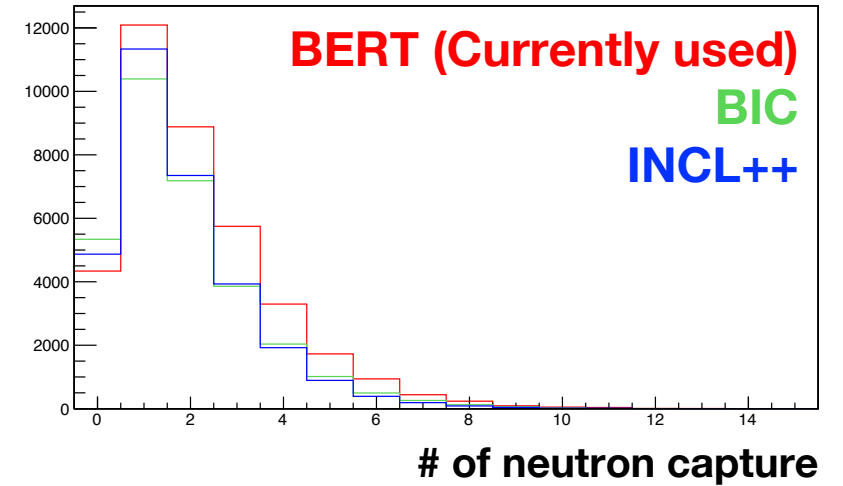 12000
10000
8000
6000
4000
2000
0
BERT (Currently used)
BIC
INCL++
0 2 4 6 8 10 12 14
# of neutron capture